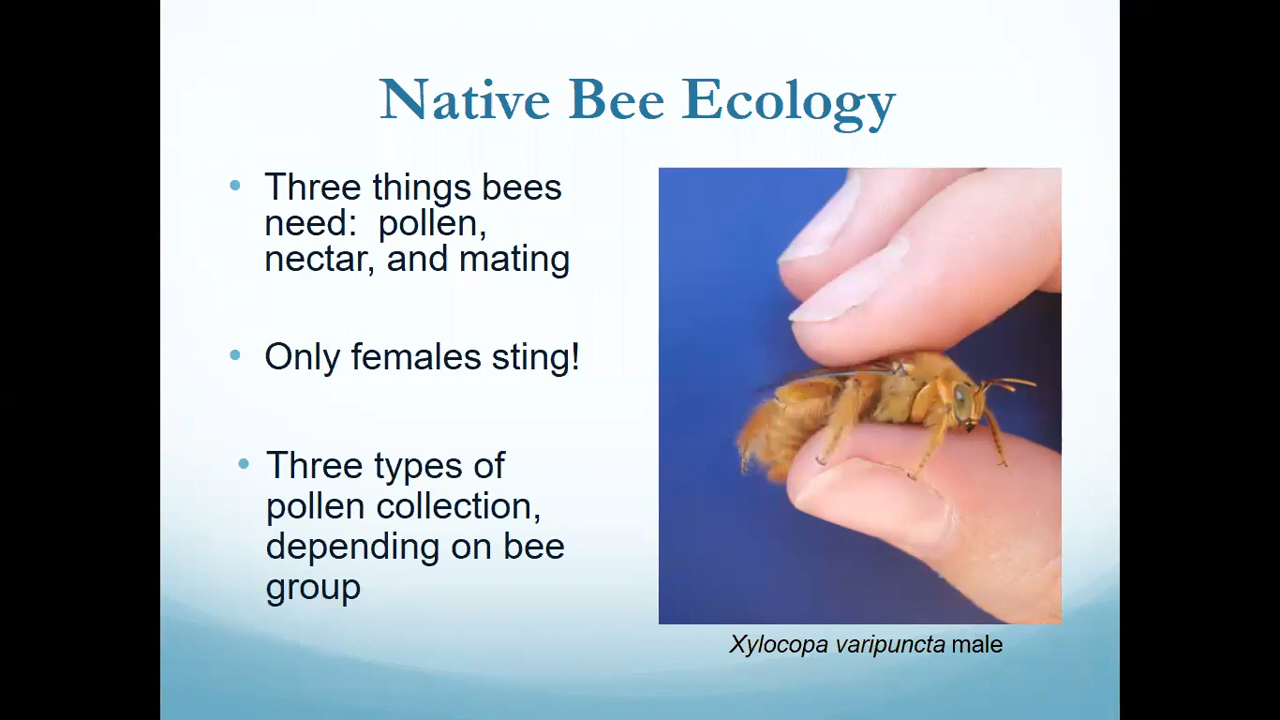 Native Bee Ecology
• Three things bees
need:  pollen,
nectar, and mating
• Only females sting!
• Three types of
pollen collection,
depending on bee
group
Xylocopa varipuncta male